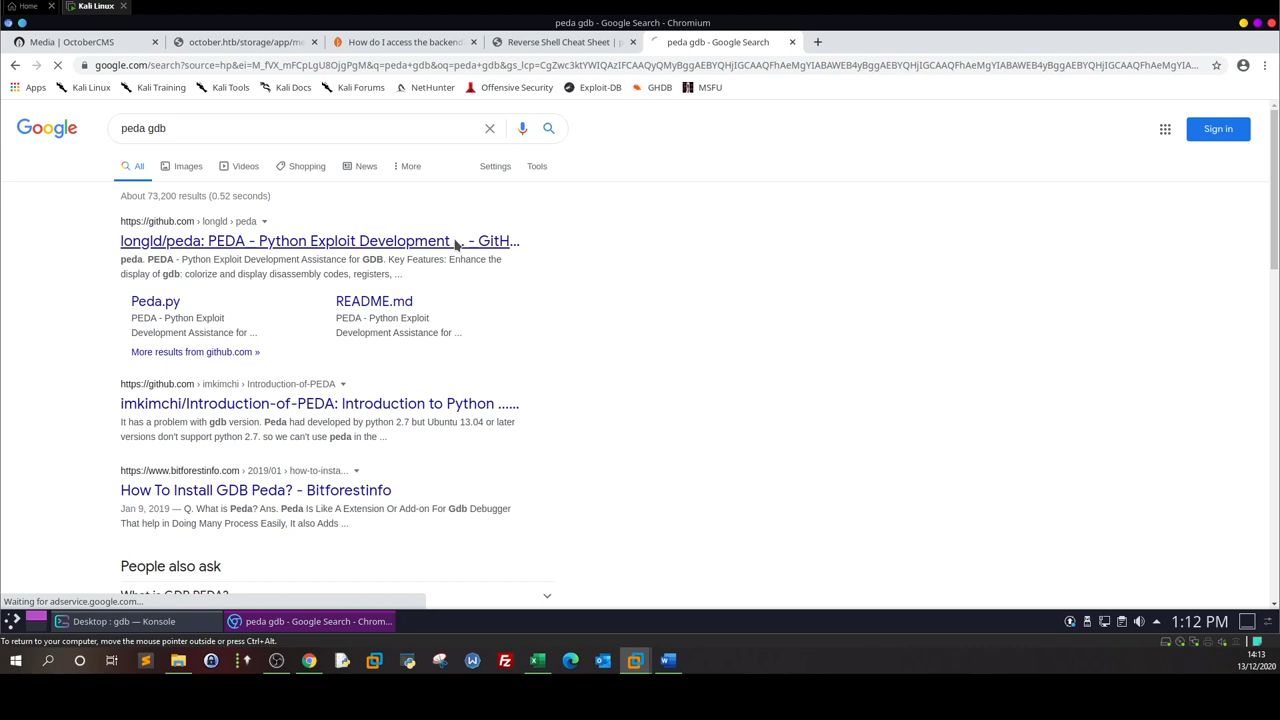 Home
Kali Linux
peda gdb - Google Search - Chromium
Media | OctoberCMS
october.htb/storage/app/me
How do I access the backend
Reverse Shell Cheat Sheet | p
peda gdb - Google Search
google.com/search?source=hp&ei=M_fVX_mFCpLgU8OjgPgM&q=peda+gdb&oq=peda+gdb&gs_lcp=CgZwc3ktYWIQAzIFCAAQyQMyBggAEBYQHjIGCAAQFhAeMgYIABAWEB4yBggAEBYQHjIGCAAQFhAeMgYIABAWEB4yBggAEBYQHjIGCAAQFhAeMgYIA...
Apps
Kali Linux
Kali Training
Kali Tools
Kali Docs
Kali Forums
NetHunter
Offensive Security
Exploit-DB
GHDB
MSFU
Google
peda gdb
Sign in
All
Images
Videos
Shopping
News
More
Settings
Tools
About 73,200 results (0.52 seconds)
https://github.com › longld › peda
longld/peda: PEDA - Python Exploit Development ... - GitH...
peda. PEDA - Python Exploit Development Assistance for GDB. Key Features: Enhance the
display of gdb: colorize and display disassembly codes, registers, ...
Peda.py
PEDA - Python Exploit
Development Assistance for ...
README.md
PEDA - Python Exploit
Development Assistance for ...
More results from github.com »
https://github.com › imkimchi › Introduction-of-PEDA
imkimchi/Introduction-of-PEDA: Introduction to Python ......
It has a problem with gdb version. Peda had developed by python 2.7 but Ubuntu 13.04 or later
versions don't support python 2.7. so we can't use peda in the ...
https://www.bitforestinfo.com › 2019/01 › how-to-insta...
How To Install GDB Peda? - Bitforestinfo
Jan 9, 2019 — Q. What is Peda? Ans. Peda Is Like A Extension Or Add-on For Gdb Debugger
That help in Doing Many Process Easily, It also Adds ...
People also ask
What is GDB PEDA?
Waiting for adservice.google.com...
Desktop : gdb — Konsole
peda gdb - Google Search - Chrom...
1:12 PM
To return to your computer, move the mouse pointer outside or press Ctrl+Alt.
14:13
13/12/2020